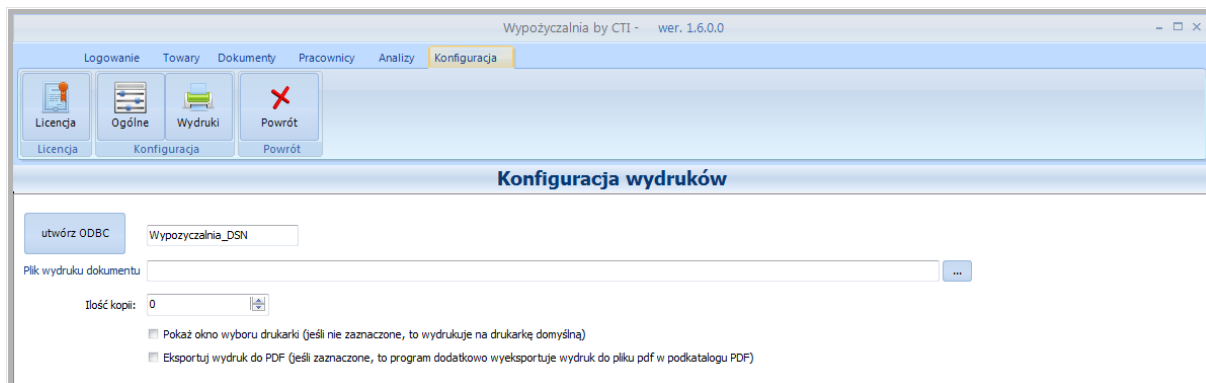 Wypożyczalnia by CTI - wer. 1.6.0.0
Logowanie Towary Dokumenty Pracownicy Analizy Konfiguracja
Licencja Ogólne Wydruki Powrót
Licencja Konfiguracja Powrót
Konfiguracja wydruków
utwórz ODBC Wypozyczalnia_DSN
Plik wydruku dokumentu ...
Ilość kopii: 0
Pokaż okno wyboru drukarki (jeśli nie zaznaczone, to wydrukuje na drukarkę domyślną)
Eksportuj wydruk do PDF (jeśli zaznaczone, to program dodatkowo wyeksportuje wydruk do pliku pdf w podkatalogu PDF)